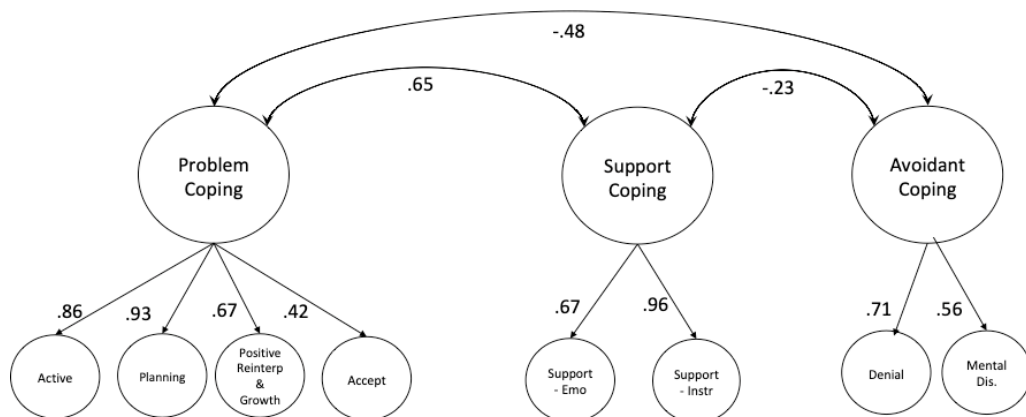 -.48
.65
-.23
Problem
Coping
Support
Coping
Avoidant
Coping
.86
.93
.67
.42
.67
.96
.71
.56
Active
Planning
Positive
Reinterp
&
Growth
Accept
Support
- Emo
Support
- Instr
Denial
Mental
Dis.